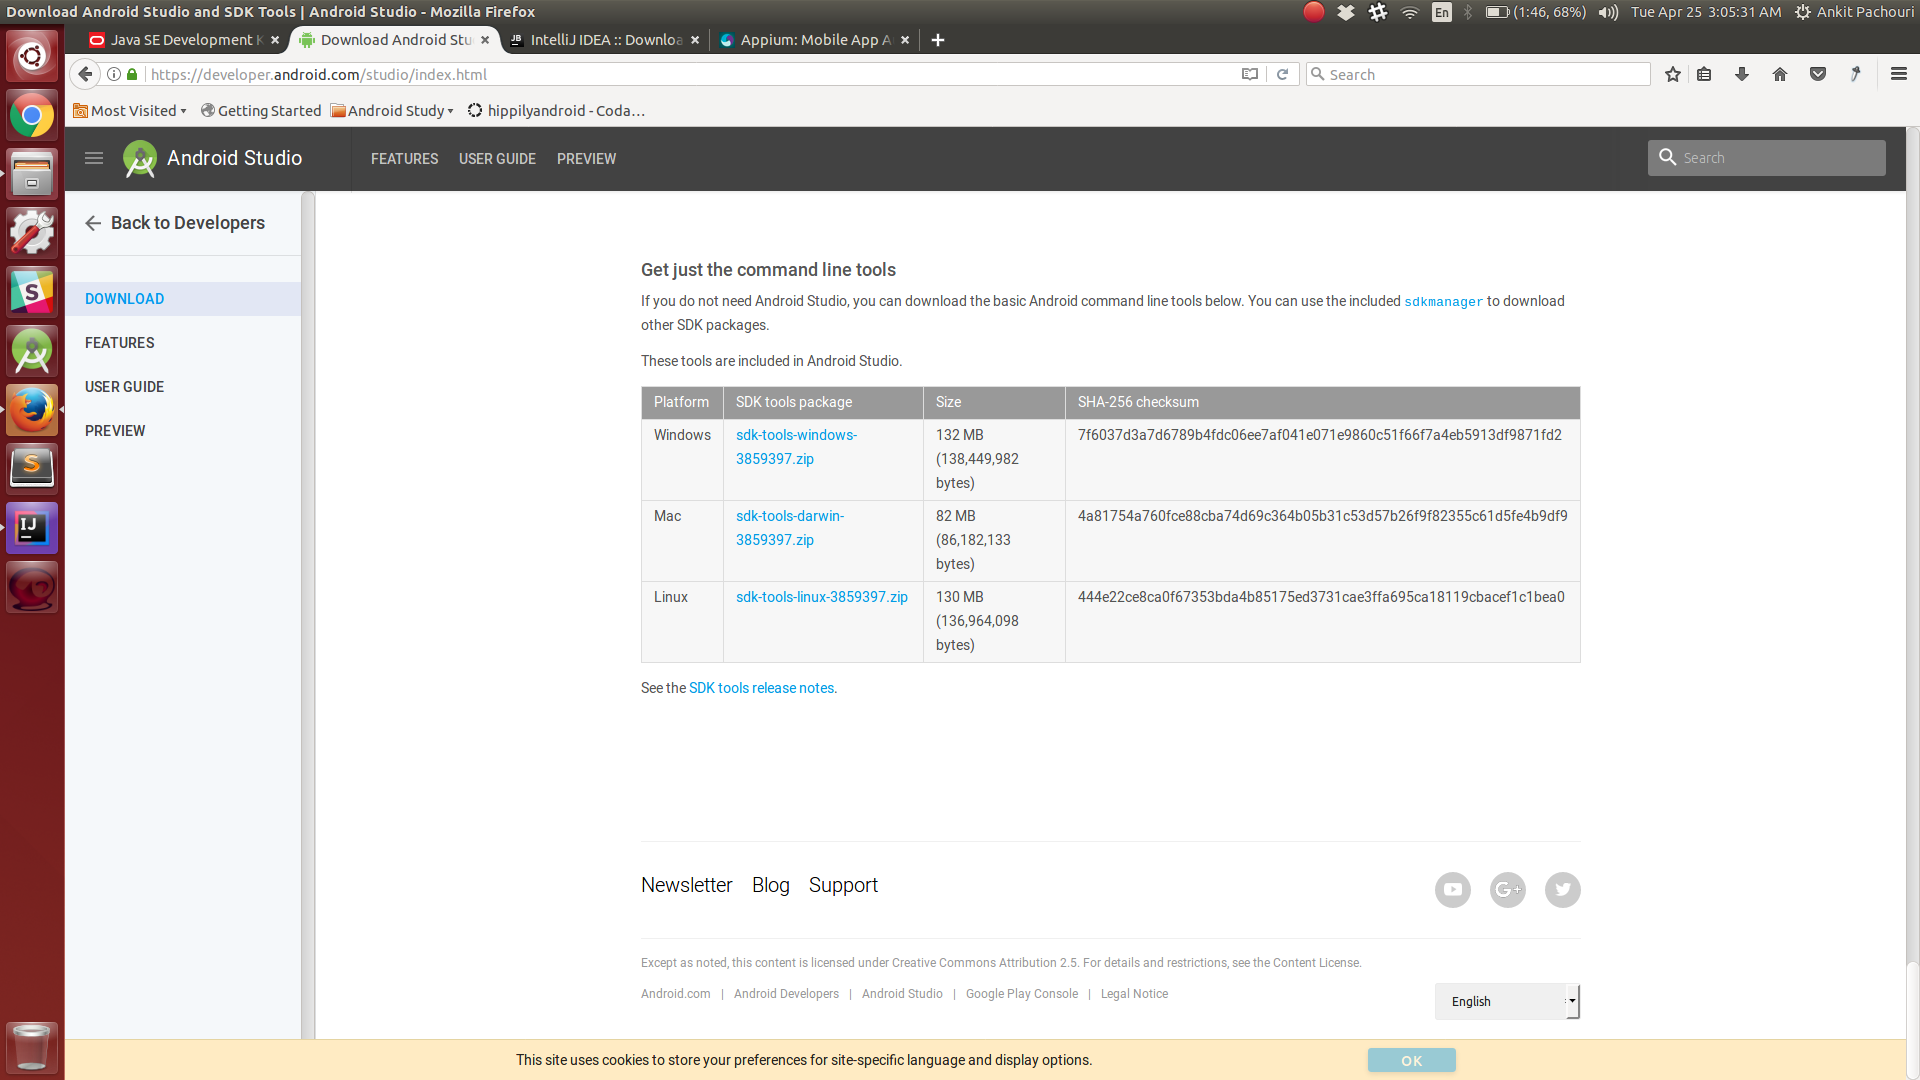 Download Android Studio and SDK Tools | Android Studio - Mozilla Firefox
En (1:46, 68%) Tue Apr 25 3:05:31 AM Ankit Pachouri
Java SE Development K Download Android Stu JB IntelliJ IDEA :: Downloa Appium: Mobile App A
https://developer.android.com/studio/index.html Search
Most Visited Getting Started Android Study hippilyandroid - Coda...
Android Studio FEATURES USER GUIDE PREVIEW Search
Back to Developers
DOWNLOAD
FEATURES
USER GUIDE
PREVIEW
Get just the command line tools
If you do not need Android Studio, you can download the basic Android command line tools below. You can use the included sdkmanager to download
other SDK packages.
These tools are included in Android Studio.
Platform SDK tools package Size SHA-256 checksum
Windows sdk-tools-windows- 132 MB 7f6037d3a7d6789b4fdc06ee7af041e071e9860c51f66f7a4eb5913df9871fd2
3859397.zip (138,449,982
bytes)
Mac sdk-tools-darwin- 82 MB 4a81754a760fce88cba74d69c364b05b31c53d57b26f9f82355c61d5fe4b9df9
3859397.zip (86,182,133
bytes)
Linux sdk-tools-linux-3859397.zip 130 MB 444e22ce8ca0f67353bda4b85175ed3731cae3ffa695ca18119cbacef1c1bea0
(136,964,098
bytes)
See the SDK tools release notes.
Newsletter Blog Support
G+
Except as noted, this content is licensed under Creative Commons Attribution 2.5. For details and restrictions, see the Content License.
Android.com | Android Developers | Android Studio | Google Play Console | Legal Notice
English
This site uses cookies to store your preferences for site-specific language and display options. OK
S
S
IJ